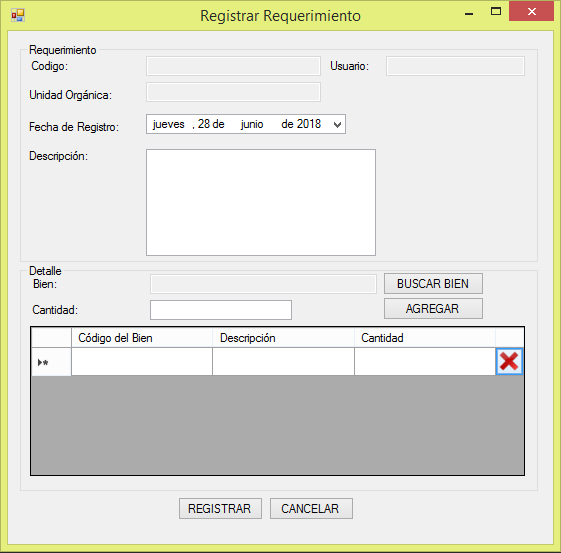 Registrar Requerimiento
Requerimiento
Codigo: Usuario:
Unidad Orgánica:
Fecha de Registro: jueves , 28 de junio de 2018
Descripción:
Detalle
Bien: BUSCAR BIEN
Cantidad: AGREGAR
Código del Bien Descripción Cantidad
REGISTRAR CANCELAR